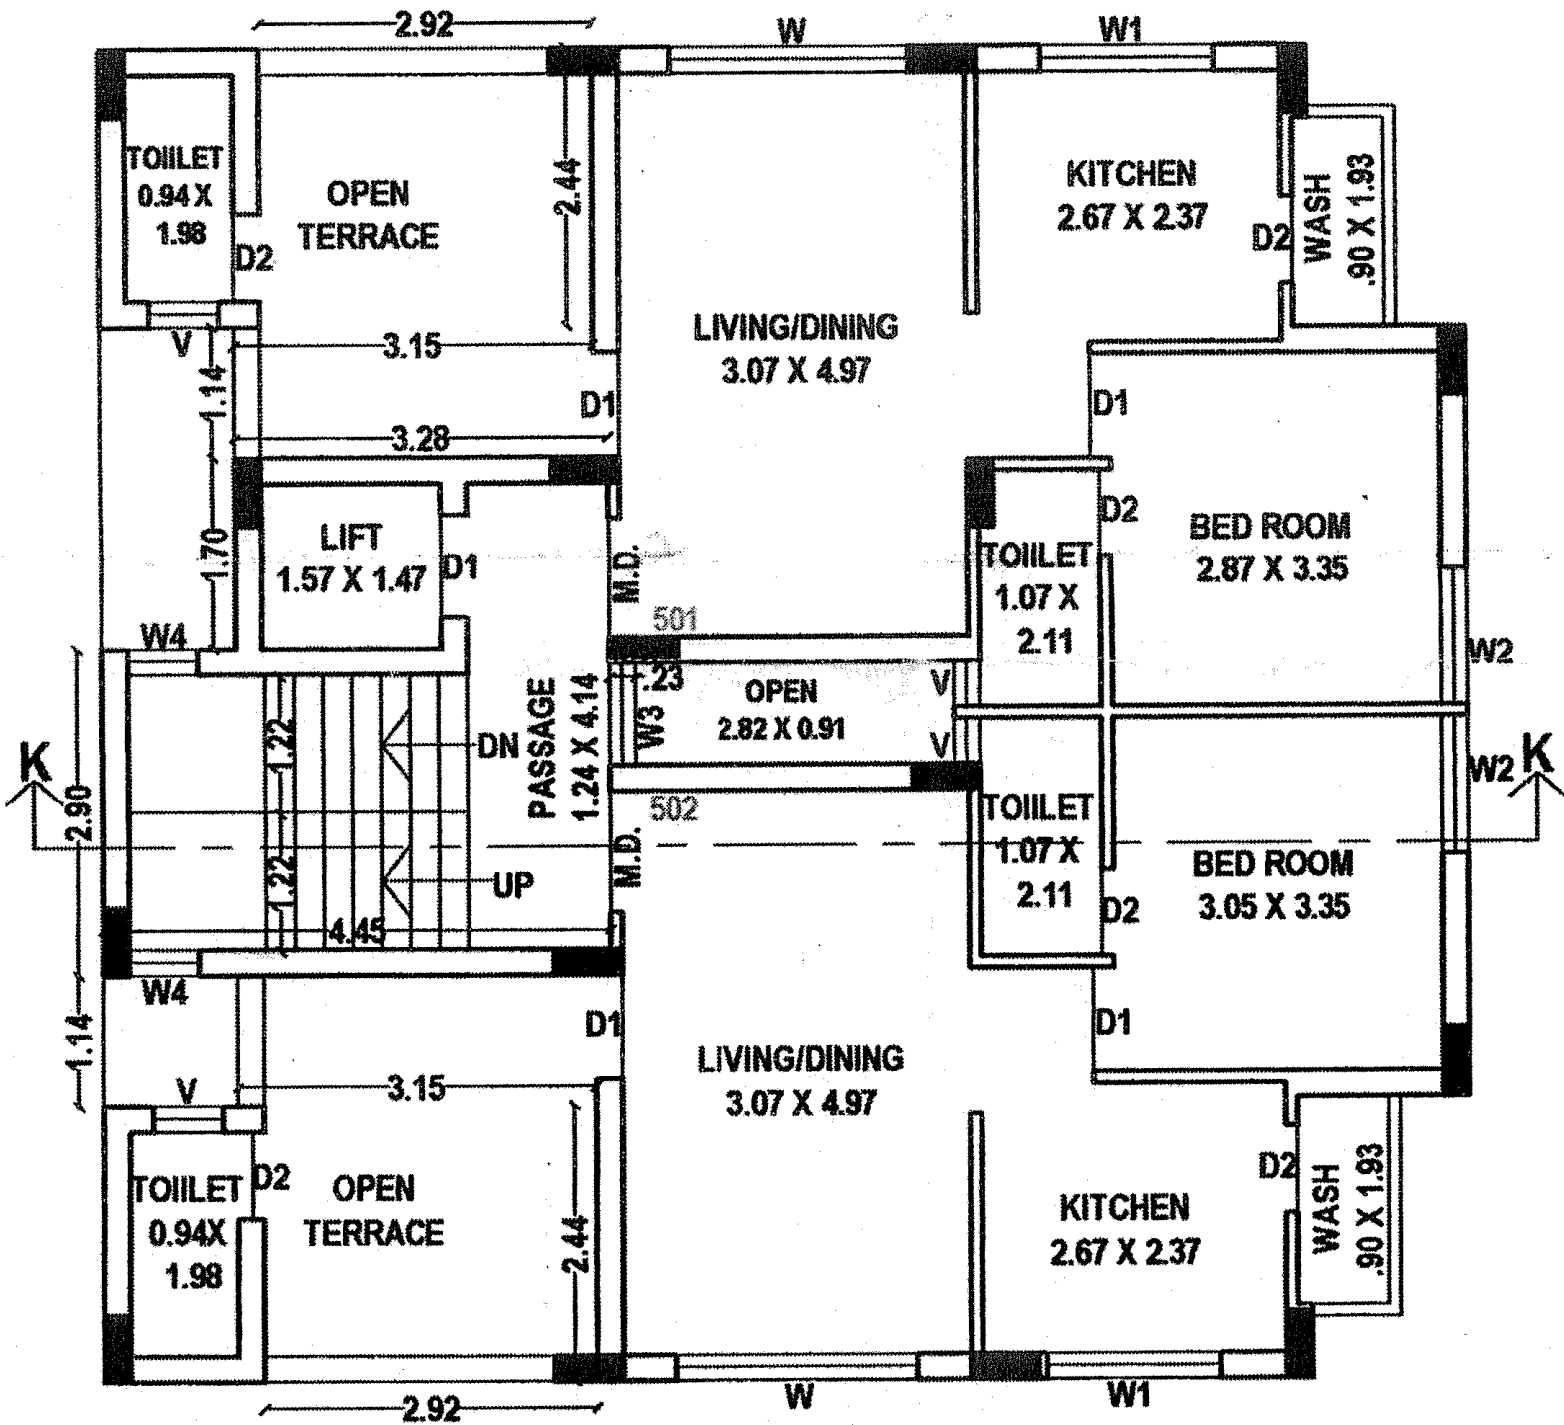 2.92
W
W1
TOIILET
0.94 X
1.98
D2
V
OPEN
TERRACE
2.44
3.15
3.28
1.14
1.70
LIVING/DINING
3.07 X 4.97
D1
KITCHEN
2.67 X 2.37
D2
WASH
.90 X 1.93
D1
D2
BED ROOM
2.87 X 3.35
TOIILET
1.07 X
2.11
LIFT
1.57 X 1.47
D1
M.D.
501
W4
W2
.23
W3
OPEN
2.82 X 0.91
V
V
PASSAGE
1.24 X 4.14
1.22
DN
K
K
2.90
W2
502
TOIILET
1.07 X
2.11
M.D.
1.22
UP
BED ROOM
3.05 X 3.35
D2
4.45
W4
D1
D1
1.14
LIVING/DINING
3.07 X 4.97
V
3.15
TOIILET
0.94X
1.98
D2
OPEN
TERRACE
2.44
KITCHEN
2.67 X 2.37
D2
WASH
.90 X 1.93
W
W1
2.92